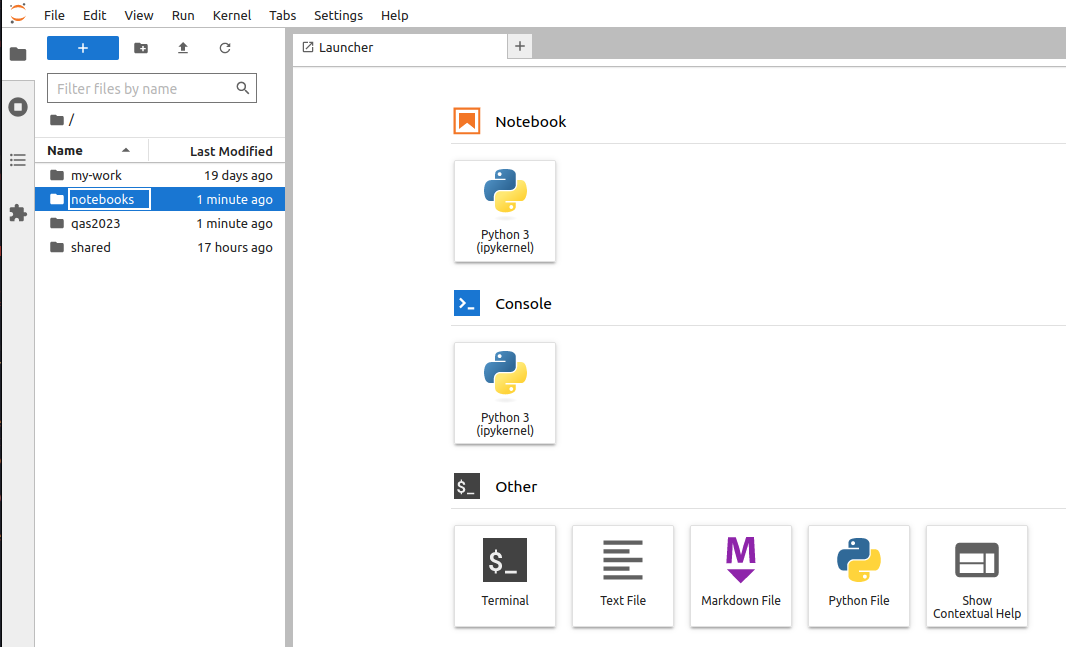 File Edit View Run Kernel Tabs Settings Help
+
Filter files by name
/
Name Last Modified
my-work 19 days ago
notebooks 1 minute ago
qas2023 1 minute ago
shared 17 hours ago
Launcher +
Notebook
Python 3
(ipykernel)
>_ Console
Python 3
(ipykernel)
$_ Other
$_
Terminal
Text File
M
Markdown File
Python File
Show
Contextual Help